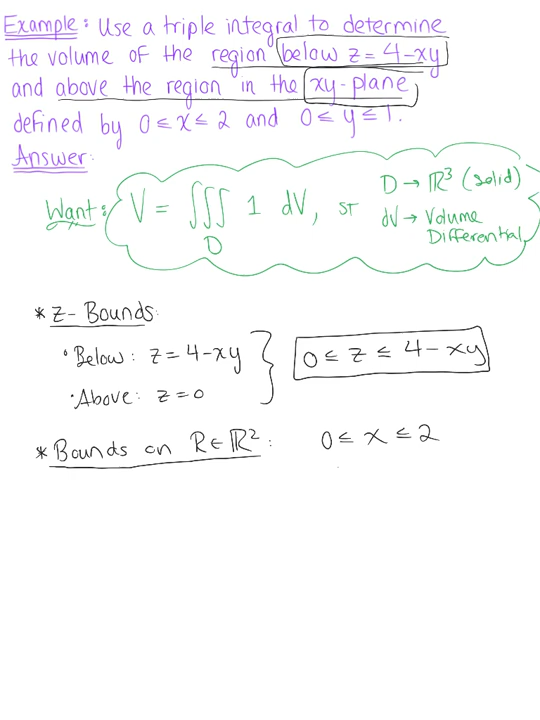 Example: Use a triple integral to determine
the volume of the region below z = 4-xy
and above the region in the xy-plane
defined by 0 ≤ x ≤ 2 and 0 ≤ y ≤ 1.
Answer:
Want: V = ∭_D 1 dV, ST D → ℝ³ (solid)
dV → Volume
Differential
* Z-Bounds:
• Below: z = 4-xy } 0 ≤ z ≤ 4-xy
• Above: z = 0
* Bounds on R ∈ ℝ²: 0 ≤ x ≤ 2